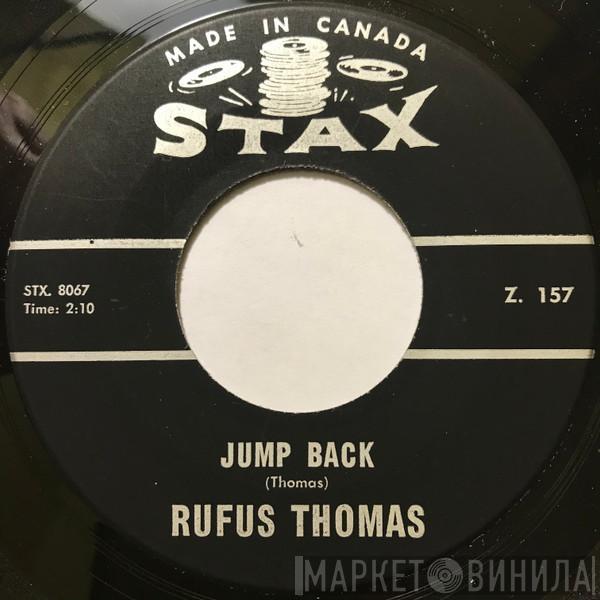 MADE IN CANADA
STAX
STX. 8067
Time: 2:10
Z. 157
JUMP BACK
(Thomas)
RUFUS THOMAS
МАРКЕТ ВИНИЛА